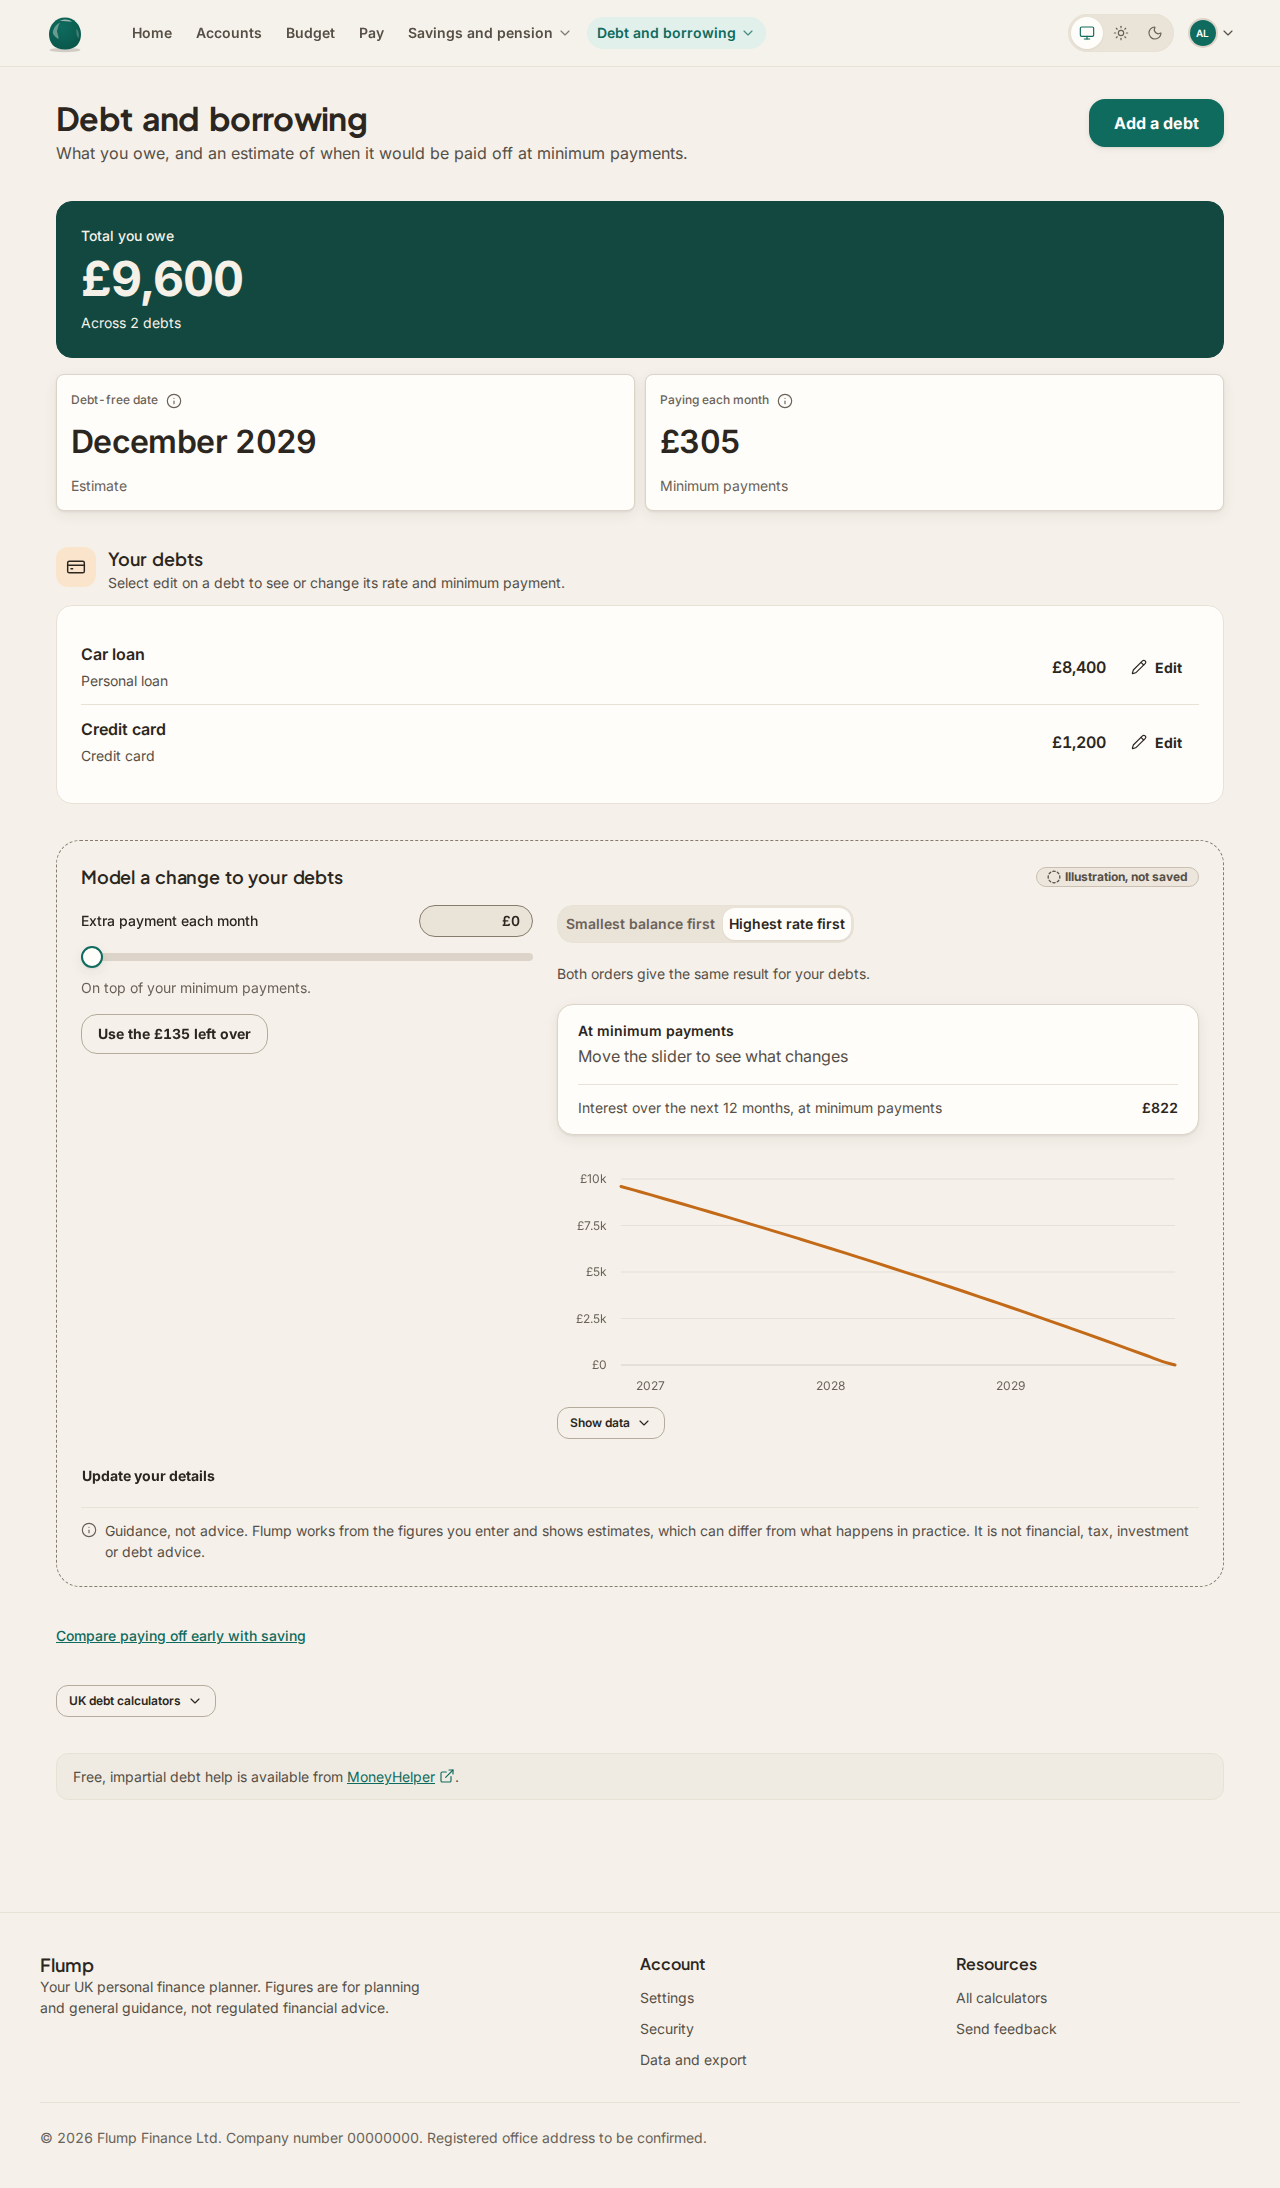 Home
Accounts
Budget
Pay
Savings and pension
Debt and borrowing
AL
Debt and borrowing
Add a debt
What you owe, and an estimate of when it would be paid off at minimum payments.
Total you owe
£9,600
Across 2 debts
Debt-free date
December 2029
Estimate
Paying each month
£305
Minimum payments
Your debts
Select edit on a debt to see or change its rate and minimum payment.
Car loan
Personal loan
£8,400
Edit
Credit card
Credit card
£1,200
Edit
Model a change to your debts
Illustration, not saved
Extra payment each month
£0
On top of your minimum payments.
Use the £135 left over
Smallest balance first
Highest rate first
Both orders give the same result for your debts.
At minimum payments
Move the slider to see what changes
Interest over the next 12 months, at minimum payments
£822
£10k
£7.5k
£5k
£2.5k
£0
2027
2028
2029
Show data
Update your details
Guidance, not advice. Flump works from the figures you enter and shows estimates, which can differ from what happens in practice. It is not financial, tax, investment
or debt advice.
Compare paying off early with saving
UK debt calculators
Free, impartial debt help is available from MoneyHelper.
Flump
Your UK personal finance planner. Figures are for planning
and general guidance, not regulated financial advice.
Account
Settings
Security
Data and export
Resources
All calculators
Send feedback
© 2026 Flump Finance Ltd. Company number 00000000. Registered office address to be confirmed.